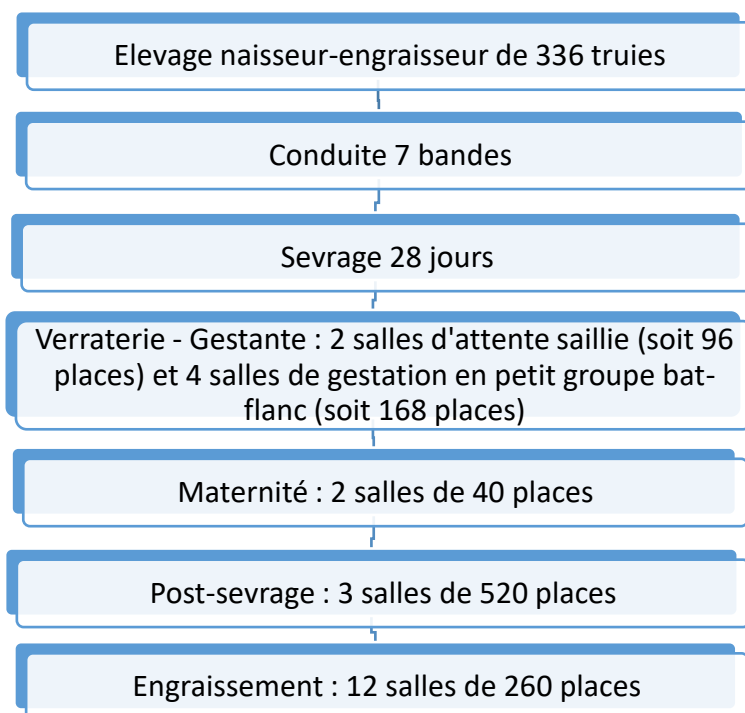 Elevage naisseur-engraisseur de 336 truies
Conduite 7 bandes
Sevrage 28 jours
Verraterie - Gestante : 2 salles d'attente saillie (soit 96
places) et 4 salles de gestation en petit groupe bat-
flanc (soit 168 places)
Maternité : 2 salles de 40 places
Post-sevrage : 3 salles de 520 places
Engraissement : 12 salles de 260 places